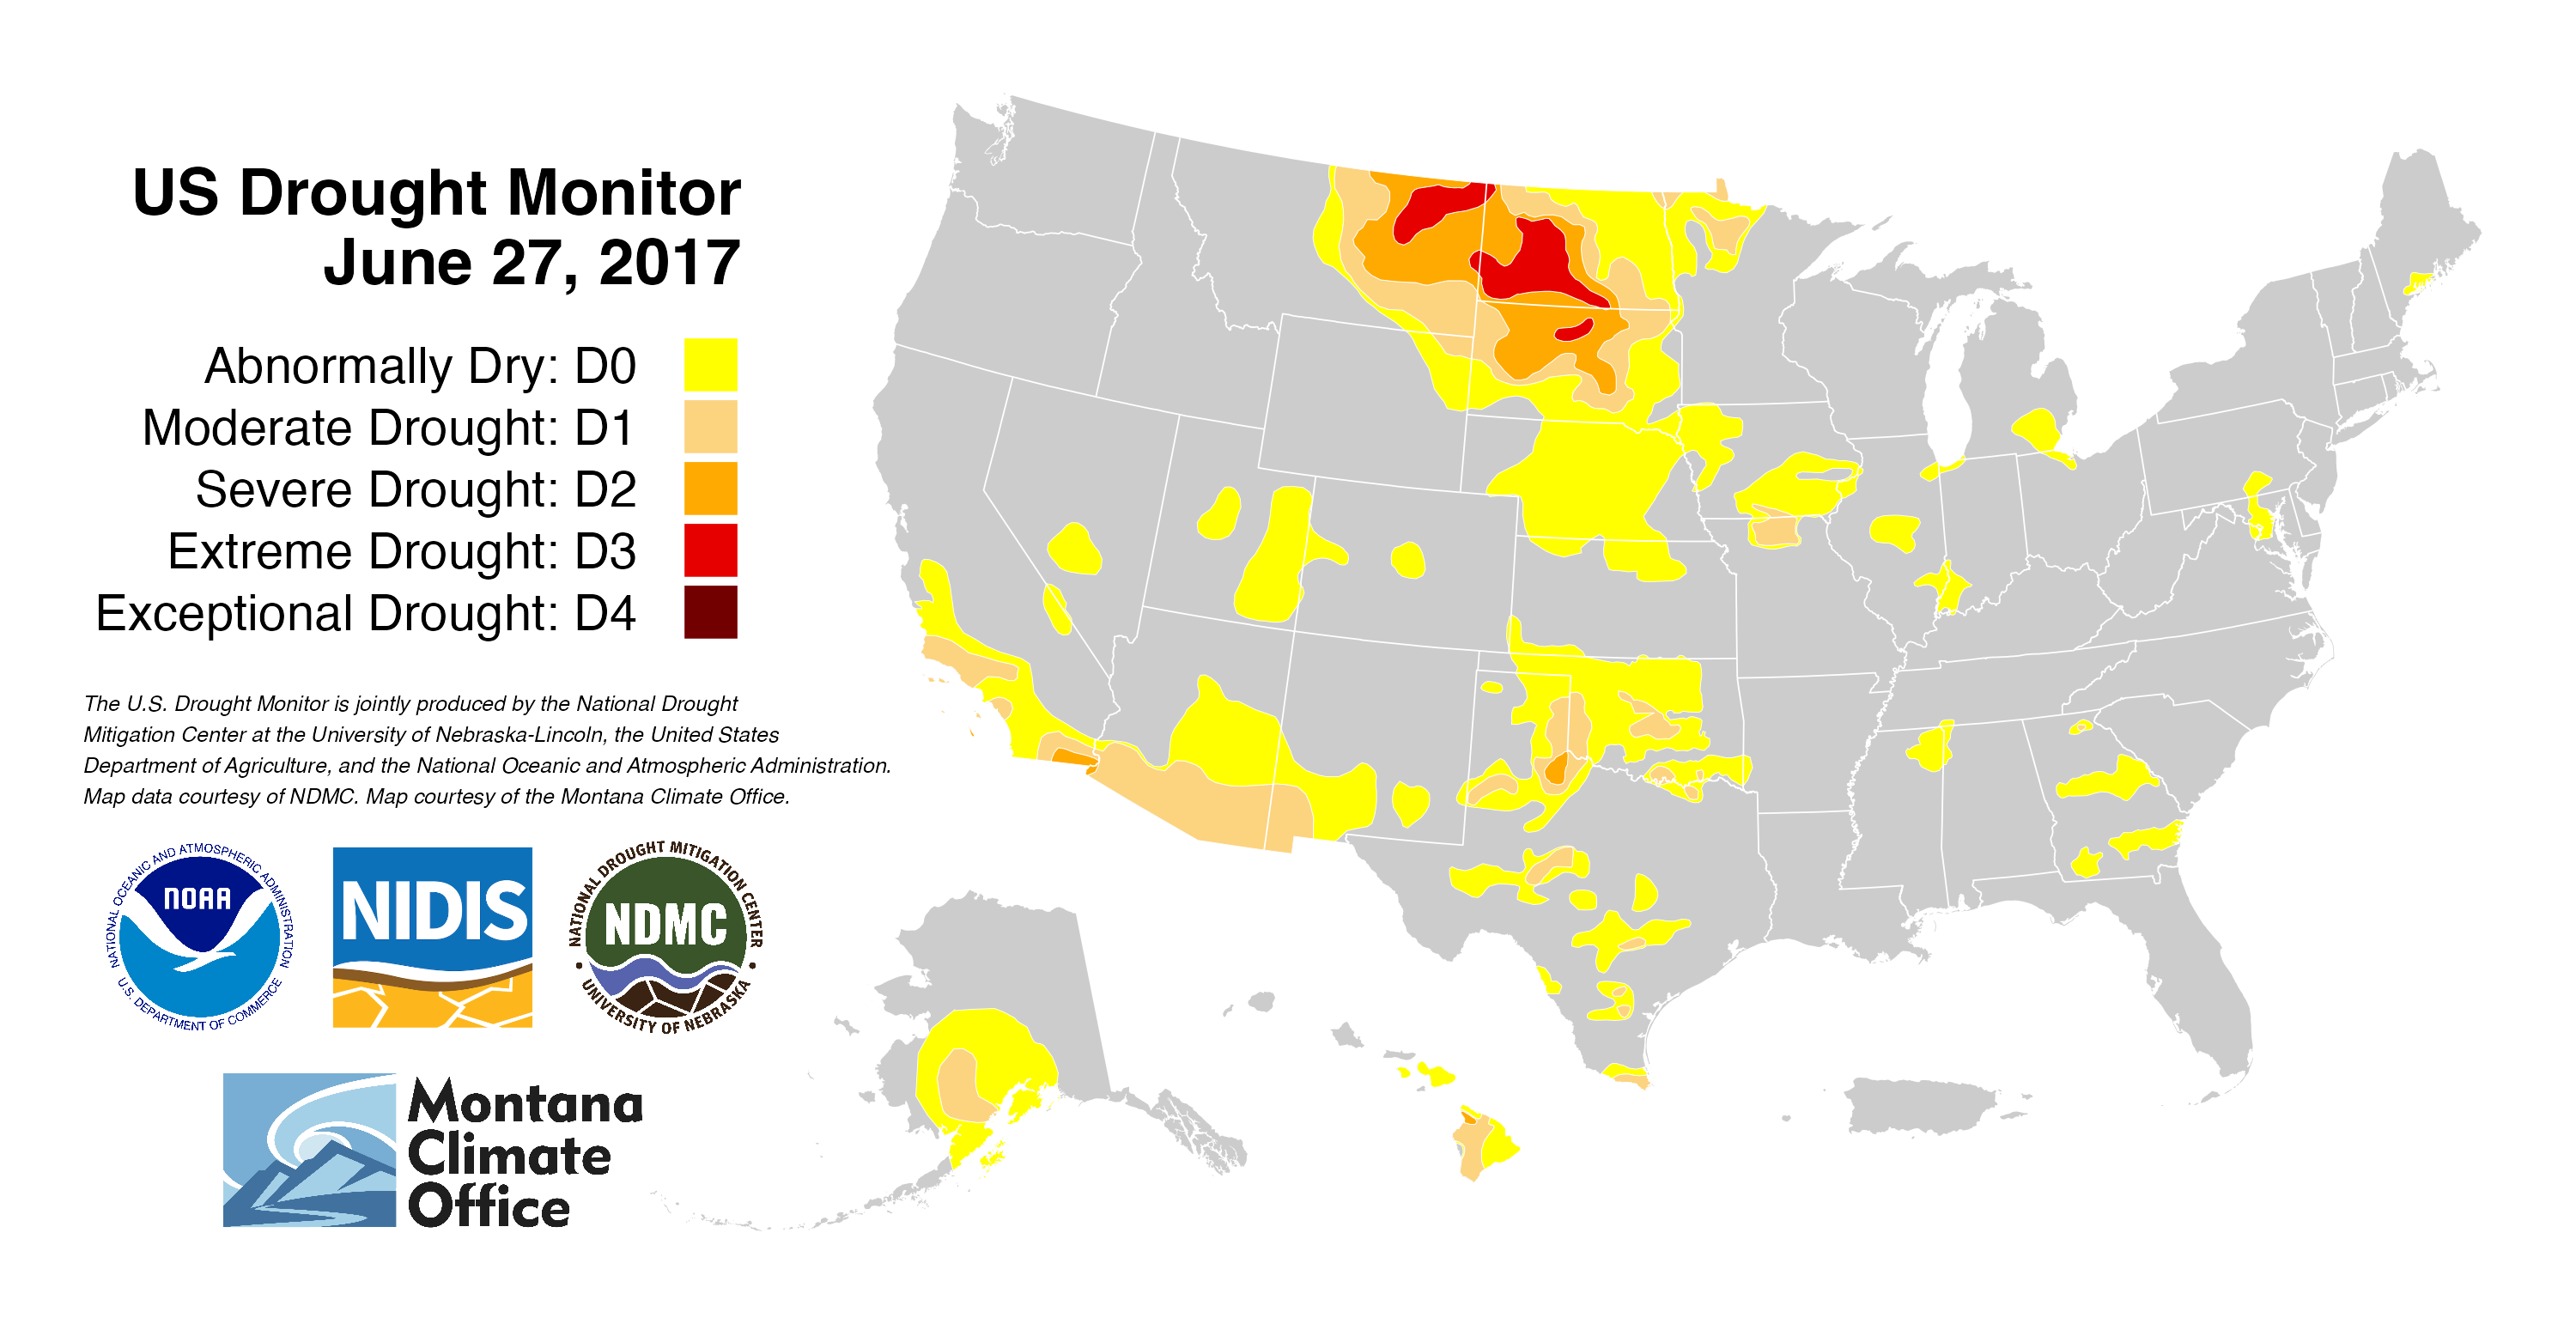 US Drought Monitor
June 27, 2017
Abnormally Dry: D0
Moderate Drought: D1
Severe Drought: D2
Extreme Drought: D3
Exceptional Drought: D4
The U.S. Drought Monitor is jointly produced by the National Drought
Mitigation Center at the University of Nebraska-Lincoln, the United States
Department of Agriculture, and the National Oceanic and Atmospheric Administration.
Map data courtesy of NDMC. Map courtesy of the Montana Climate Office.
NATIONAL OCEANIC AND ATMOSPHERIC ADMINISTRATION
NOAA
U.S. DEPARTMENT OF COMMERCE
NIDIS
NATIONAL DROUGHT MITIGATION CENTER
NDMC
• UNIVERSITY OF NEBRASKA •
Montana
Climate
Office